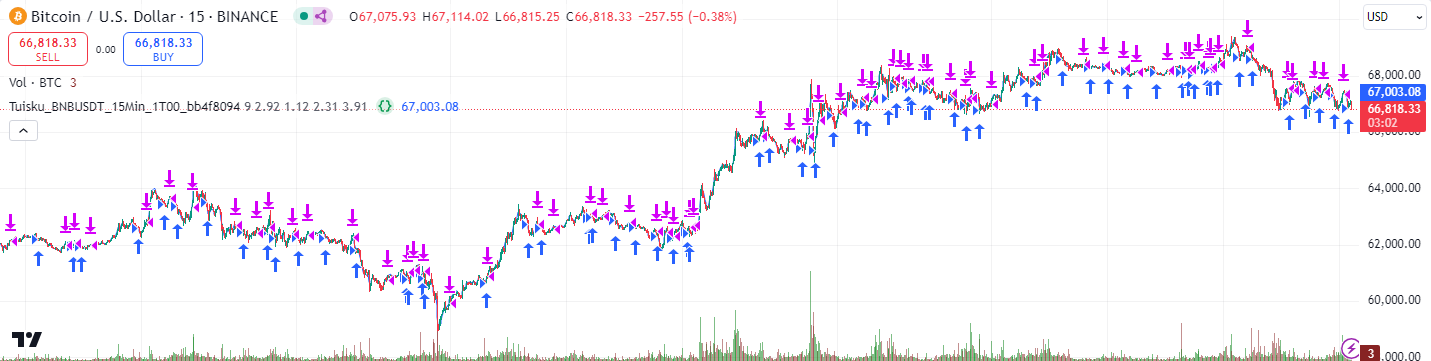 Bitcoin / U.S. Dollar · 15 · BINANCE O67,075.93 H67,114.02 L66,815.25 C66,818.33 −257.55 (−0.38%)
USD
66,818.33
SELL
0.00
66,818.33
BUY
Vol · BTC 3
Tuisku_BNBUSDT_15Min_1T00_bb4f8094 9 2.92 1.12 2.31 3.91 67,003.08
68,000.00
67,003.08
66,818.33
03:02
66,000.00
64,000.00
62,000.00
60,000.00
3